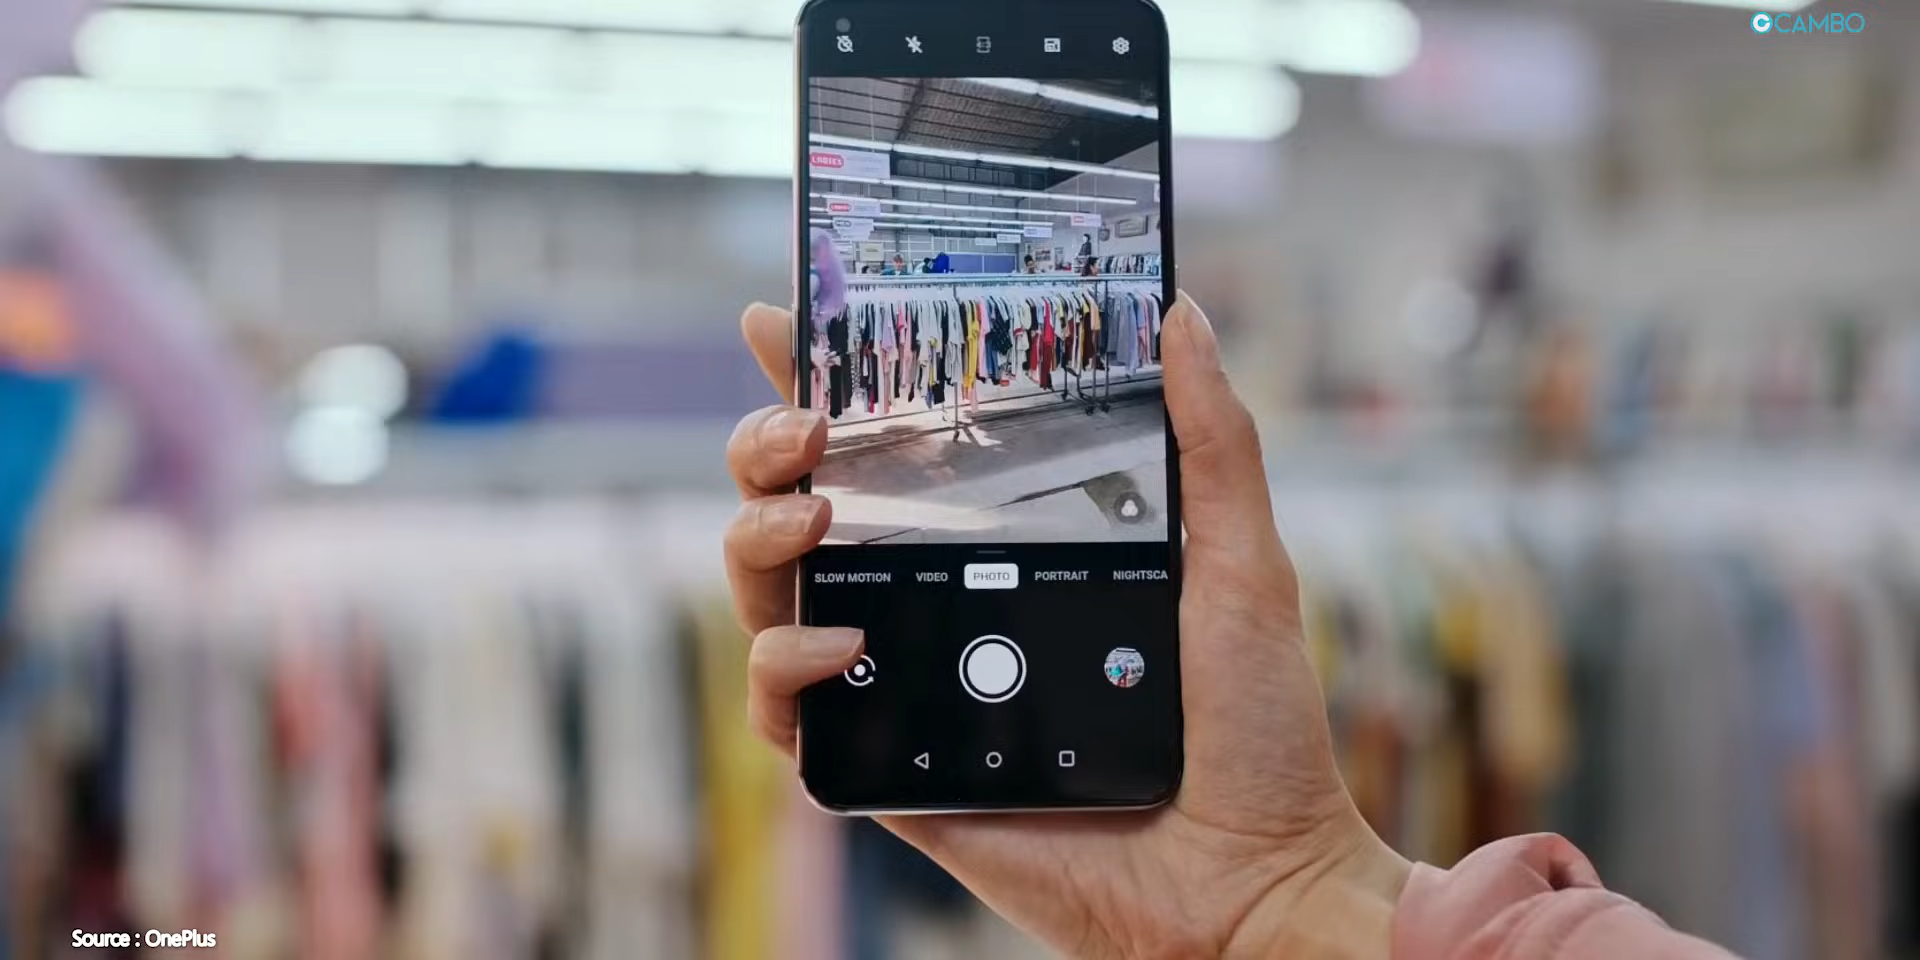 CAMBO
LADIES
SLOW MOTION VIDEO PHOTO PORTRAIT NIGHTSCA
Source : OnePlus